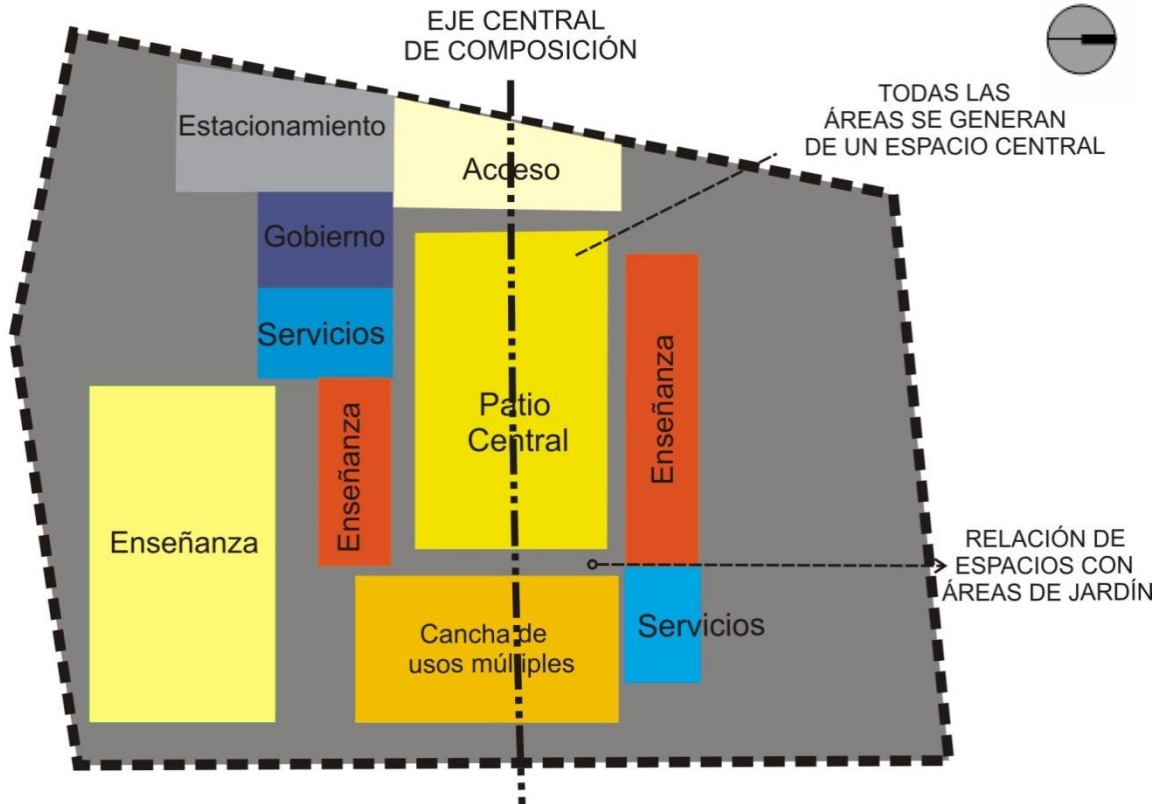 EJE CENTRAL
DE COMPOSICIÓN
TODAS LAS
ÁREAS SE GENERAN
DE UN ESPACIO CENTRAL
Estacionamiento
Acceso
Gobierno
Servicios
Patio
Central
Enseñanza
Enseñanza
Enseñanza
RELACIÓN DE
ESPACIOS CON
ÁREAS DE JARDÍN
Cancha de
usos múltiples
Servicios